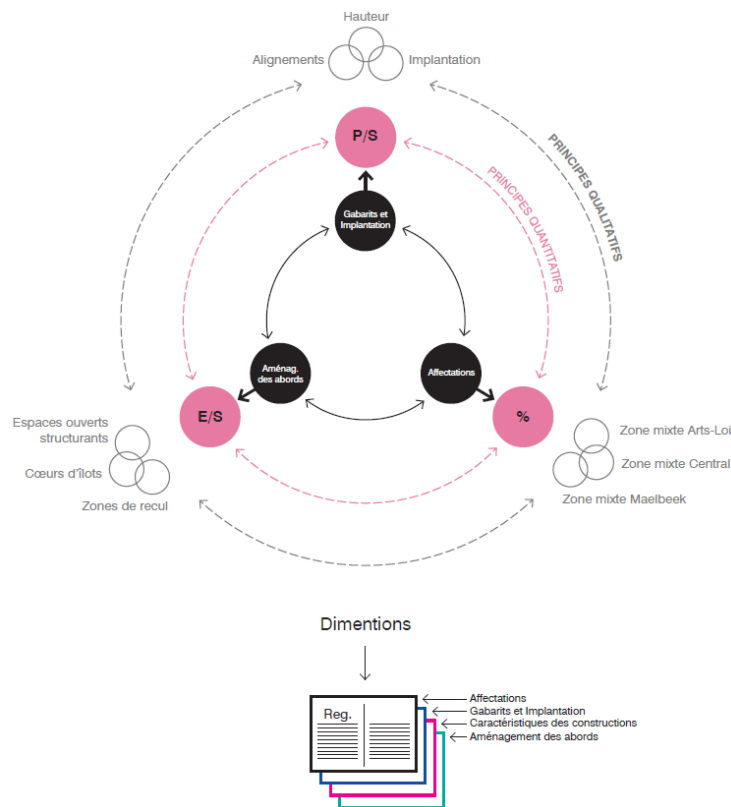 Hauteur
Alignements
Implantation
P/S
PRINCIPES QUALITATIFS
PRINCIPES QUANTITATIFS
Gabarits et
Implantation
Aménag.
des abords
Affectations
E/S
%
Espaces ouverts
structurants
Cœurs d'îlots
Zones de recul
Zone mixte Arts-Loi
Zone mixte Central
Zone mixte Maelbeek
Dimentions
Reg.
Affectations
Gabarits et Implantation
Caractéristiques des constructions
Aménagement des abords